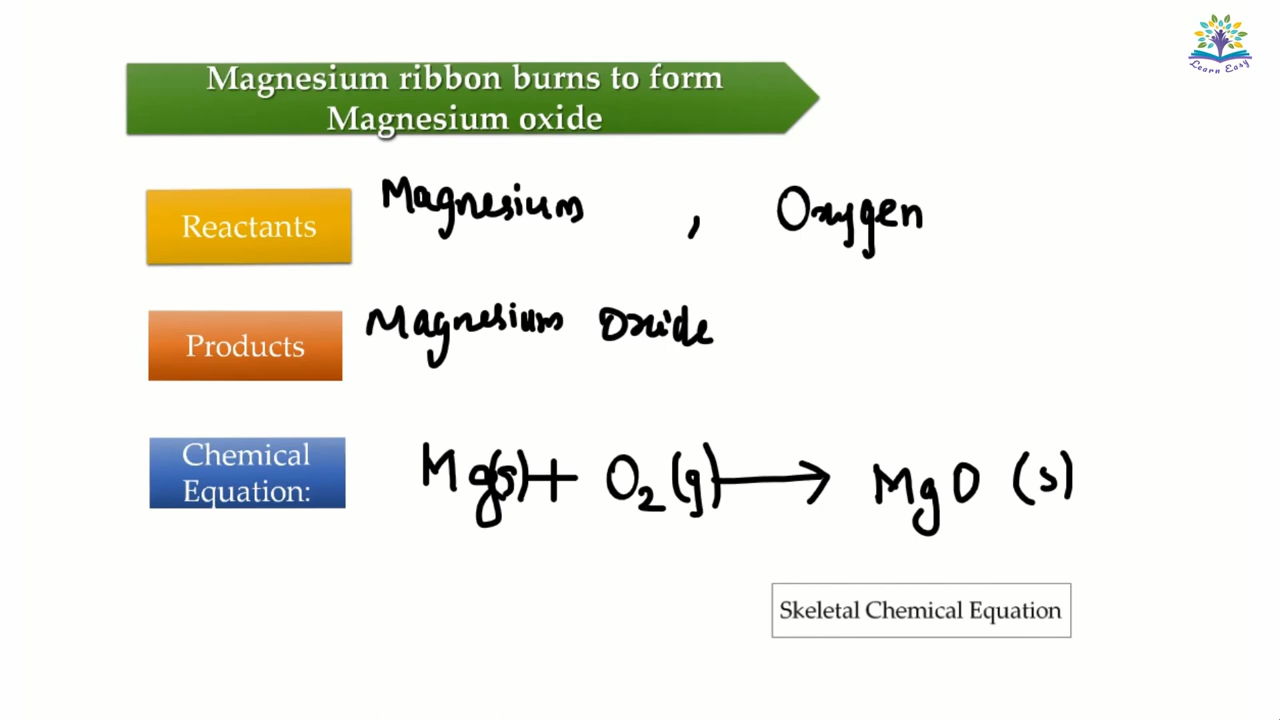 Learn Easy
Magnesium ribbon burns to form
Magnesium oxide
Reactants Magnesium , Oxygen
Products Magnesium Oxide
Chemical
Equation:
Mg(s) + O₂(g) → MgO (s)
Skeletal Chemical Equation